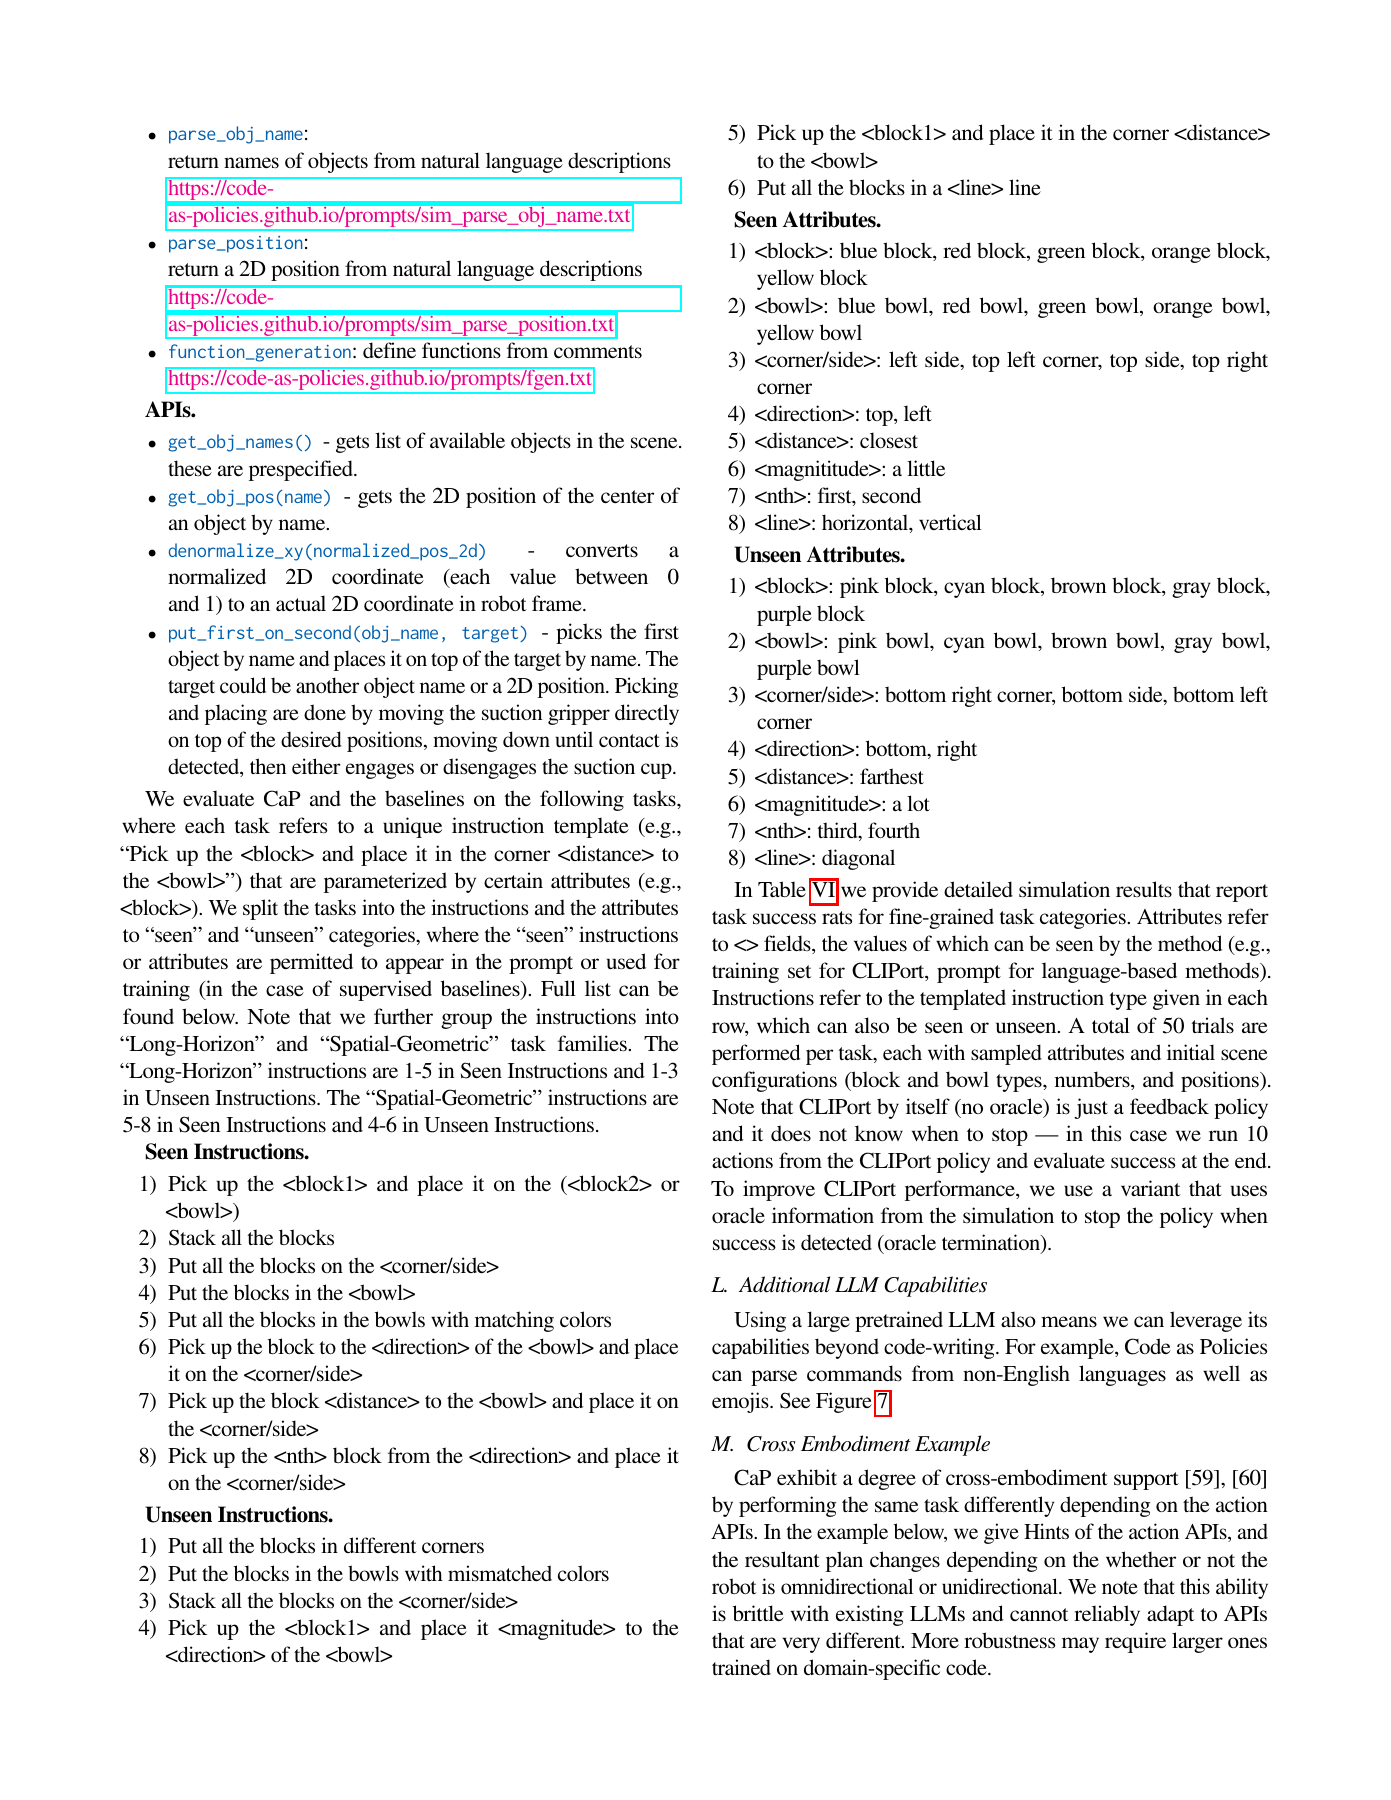 • parse_obj_name:
return names of objects from natural language descriptions
https://code-
as-policies.github.io/prompts/sim_parse_obj_name.txt
• parse_position:
return a 2D position from natural language descriptions
https://code-
as-policies.github.io/prompts/sim_parse_position.txt
• function_generation: define functions from comments
https://code-as-policies.github.io/prompts/fgen.txt
APIs.
• get_obj_names() - gets list of available objects in the scene.
these are prespecified.
• get_obj_pos(name) - gets the 2D position of the center of
an object by name.
• denormalize_xy(normalized_pos_2d) - converts a
normalized 2D coordinate (each value between 0
and 1) to an actual 2D coordinate in robot frame.
• put_first_on_second(obj_name, target) - picks the first
object by name and places it on top of the target by name. The
target could be another object name or a 2D position. Picking
and placing are done by moving the suction gripper directly
on top of the desired positions, moving down until contact is
detected, then either engages or disengages the suction cup.
We evaluate CaP and the baselines on the following tasks,
where each task refers to a unique instruction template (e.g.,
“Pick up the <block> and place it in the corner <distance> to
the <bowl>”) that are parameterized by certain attributes (e.g.,
<block>). We split the tasks into the instructions and the attributes
to “seen” and “unseen” categories, where the “seen” instructions
or attributes are permitted to appear in the prompt or used for
training (in the case of supervised baselines). Full list can be
found below. Note that we further group the instructions into
“Long-Horizon” and “Spatial-Geometric” task families. The
“Long-Horizon” instructions are 1-5 in Seen Instructions and 1-3
in Unseen Instructions. The “Spatial-Geometric” instructions are
5-8 in Seen Instructions and 4-6 in Unseen Instructions.
Seen Instructions.
1) Pick up the <block1> and place it on the (<block2> or
<bowl>)
2) Stack all the blocks
3) Put all the blocks on the <corner/side>
4) Put the blocks in the <bowl>
5) Put all the blocks in the bowls with matching colors
6) Pick up the block to the <direction> of the <bowl> and place
it on the <corner/side>
7) Pick up the block <distance> to the <bowl> and place it on
the <corner/side>
8) Pick up the <nth> block from the <direction> and place it
on the <corner/side>
Unseen Instructions.
1) Put all the blocks in different corners
2) Put the blocks in the bowls with mismatched colors
3) Stack all the blocks on the <corner/side>
4) Pick up the <block1> and place it <magnitude> to the
<direction> of the <bowl>
5) Pick up the <block1> and place it in the corner <distance>
to the <bowl>
6) Put all the blocks in a <line> line
Seen Attributes.
1) <block>: blue block, red block, green block, orange block,
yellow block
2) <bowl>: blue bowl, red bowl, green bowl, orange bowl,
yellow bowl
3) <corner/side>: left side, top left corner, top side, top right
corner
4) <direction>: top, left
5) <distance>: closest
6) <magnititude>: a little
7) <nth>: first, second
8) <line>: horizontal, vertical
Unseen Attributes.
1) <block>: pink block, cyan block, brown block, gray block,
purple block
2) <bowl>: pink bowl, cyan bowl, brown bowl, gray bowl,
purple bowl
3) <corner/side>: bottom right corner, bottom side, bottom left
corner
4) <direction>: bottom, right
5) <distance>: farthest
6) <magnititude>: a lot
7) <nth>: third, fourth
8) <line>: diagonal
In Table VI we provide detailed simulation results that report
task success rats for fine-grained task categories. Attributes refer
to <> fields, the values of which can be seen by the method (e.g.,
training set for CLIPort, prompt for language-based methods).
Instructions refer to the templated instruction type given in each
row, which can also be seen or unseen. A total of 50 trials are
performed per task, each with sampled attributes and initial scene
configurations (block and bowl types, numbers, and positions).
Note that CLIPort by itself (no oracle) is just a feedback policy
and it does not know when to stop — in this case we run 10
actions from the CLIPort policy and evaluate success at the end.
To improve CLIPort performance, we use a variant that uses
oracle information from the simulation to stop the policy when
success is detected (oracle termination).
L. Additional LLM Capabilities
Using a large pretrained LLM also means we can leverage its
capabilities beyond code-writing. For example, Code as Policies
can parse commands from non-English languages as well as
emojis. See Figure 7
M. Cross Embodiment Example
CaP exhibit a degree of cross-embodiment support [59], [60]
by performing the same task differently depending on the action
APIs. In the example below, we give Hints of the action APIs, and
the resultant plan changes depending on the whether or not the
robot is omnidirectional or unidirectional. We note that this ability
is brittle with existing LLMs and cannot reliably adapt to APIs
that are very different. More robustness may require larger ones
trained on domain-specific code.